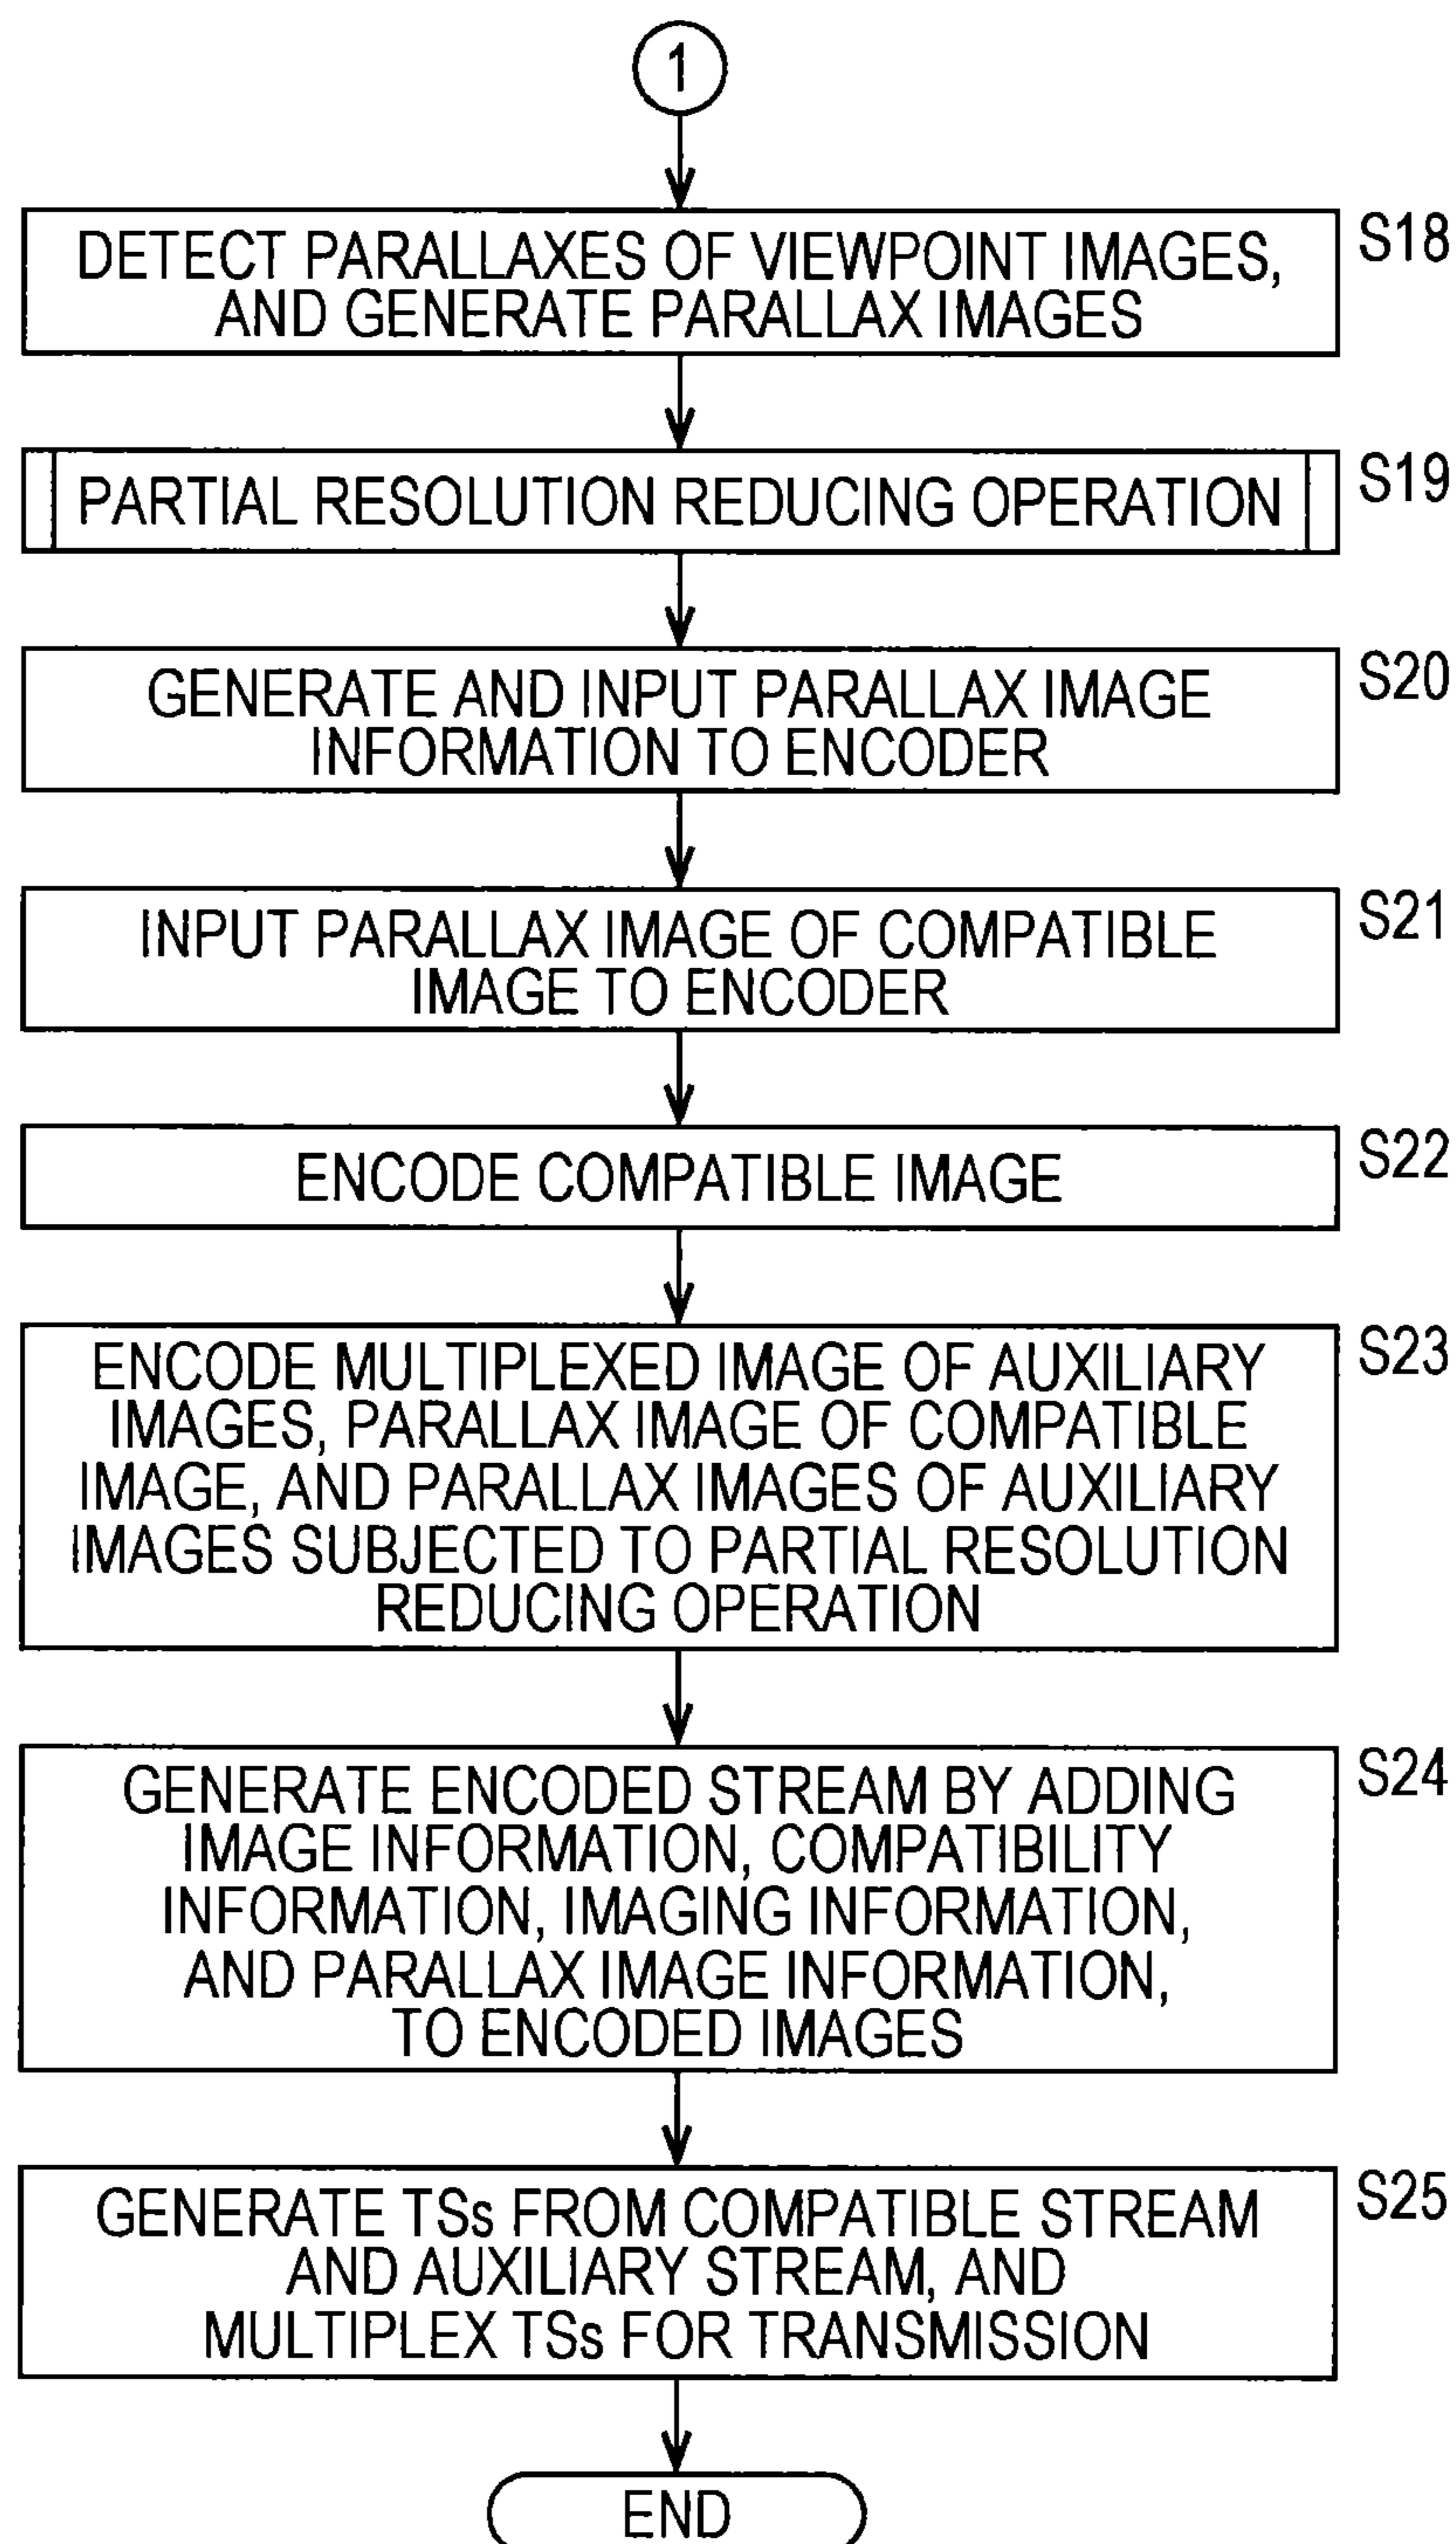 1
DETECT PARALLAXES OF VIEWPOINT IMAGES,
AND GENERATE PARALLAX IMAGES
S18
PARTIAL RESOLUTION REDUCING OPERATION
S19
GENERATE AND INPUT PARALLAX IMAGE
INFORMATION TO ENCODER
S20
INPUT PARALLAX IMAGE OF COMPATIBLE
IMAGE TO ENCODER
S21
ENCODE COMPATIBLE IMAGE
S22
ENCODE MULTIPLEXED IMAGE OF AUXILIARY
IMAGES, PARALLAX IMAGE OF COMPATIBLE
IMAGE, AND PARALLAX IMAGES OF AUXILIARY
IMAGES SUBJECTED TO PARTIAL RESOLUTION
REDUCING OPERATION
S23
GENERATE ENCODED STREAM BY ADDING
IMAGE INFORMATION, COMPATIBILITY
INFORMATION, IMAGING INFORMATION,
AND PARALLAX IMAGE INFORMATION,
TO ENCODED IMAGES
S24
GENERATE TSs FROM COMPATIBLE STREAM
AND AUXILIARY STREAM, AND
MULTIPLEX TSs FOR TRANSMISSION
S25
END